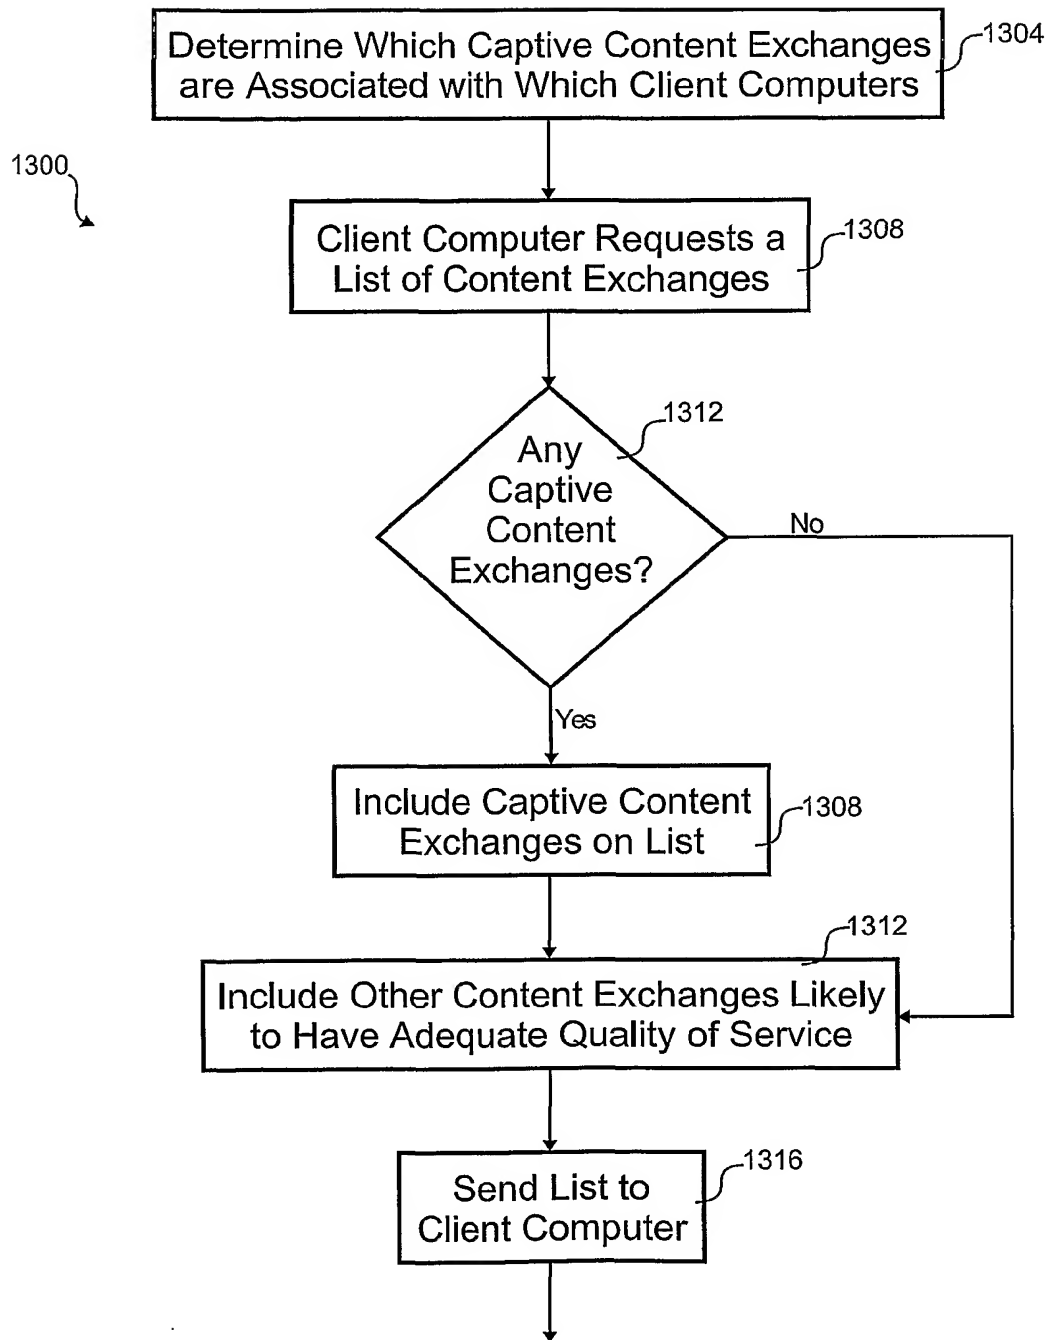 Determine Which Captive Content Exchanges
are Associated with Which Client Computers
1304
1300
Client Computer Requests a
List of Content Exchanges
1308
1312
Any
Captive
Content
Exchanges?
No
Yes
Include Captive Content
Exchanges on List
1308
1312
Include Other Content Exchanges Likely
to Have Adequate Quality of Service
1316
Send List to
Client Computer